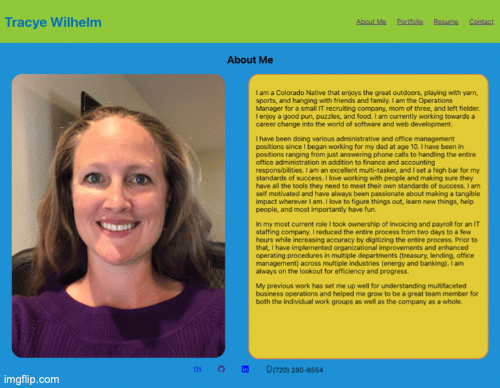 Tracye Wilhelm
About Me
Portfolio
Resume
Contact
About Me
I am a Colorado Native that enjoys the great outdoors, playing with yarn,
sports, and hanging with friends and family. I am the Operations
Manager for a small IT recruiting company, mom of three, and left fielder.
I enjoy a good pun, puzzles, and food. I am currently working towards a
career change into the world of software and web development.
I have been doing various administrative and office management
positions since I began working for my dad at age 10. I have been in
positions ranging from just answering phone calls to handling the entire
office administration in addition to finance and accounting
responsibilities. I am an excellent multi-tasker, and I set a high bar for my
standards of success. I love working with people and making sure they
have all the tools they need to meet their own standards of success. I am
self motivated and have always been passionate about making a tangible
impact wherever I am. I love to figure things out, learn new things, help
people, and most importantly have fun.
In my most current role I took ownership of invoicing and payroll for an IT
staffing company. I reduced the entire process from two days to a few
hours while increasing accuracy by digitizing the entire process. Prior to
that, I have implemented organizational improvements and enhanced
operating procedures in multiple departments (treasury, lending, office
management) across multiple industries (energy and banking). I am
always on the lookout for efficiency and progress.
My previous work has set me up well for understanding multifaceted
business operations and helped me grow to be a great team member for
both the individual work groups as well as the company as a whole.
(720) 280-8554
imgflip.com